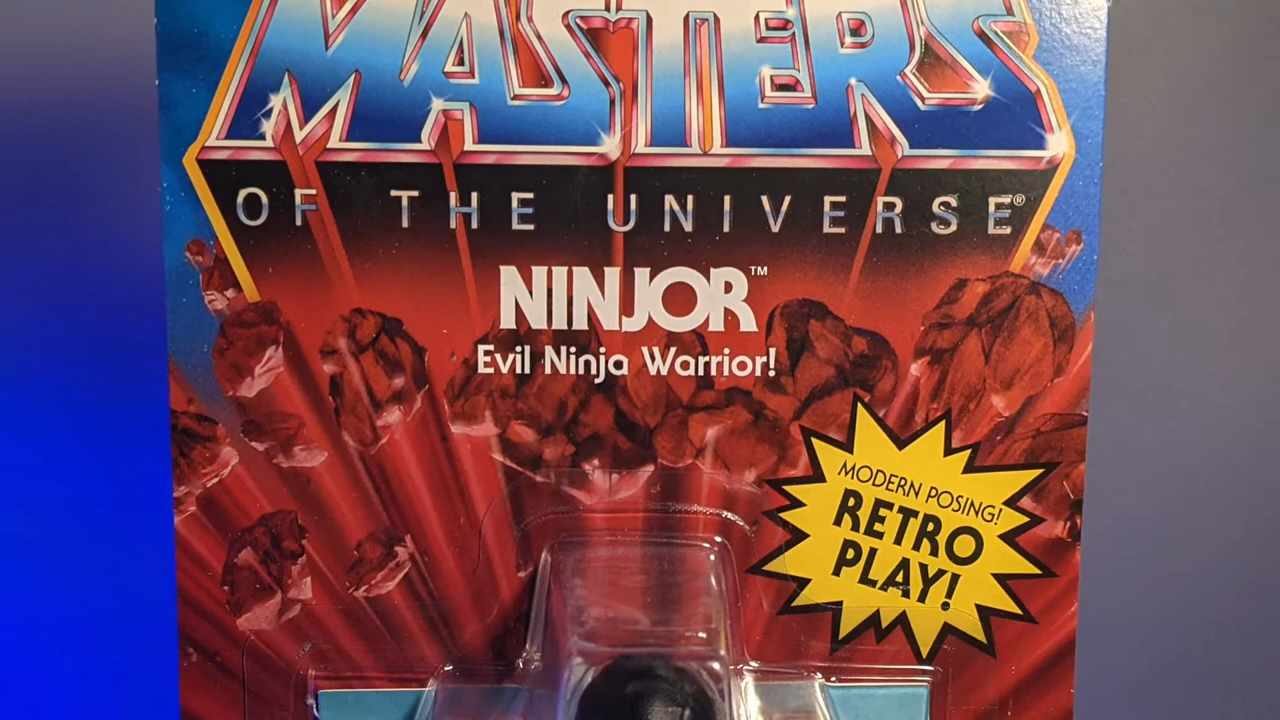 MASTERS
OF THE UNIVERSE®
NINJOR™
Evil Ninja Warrior!
MODERN POSING!
RETRO
PLAY!